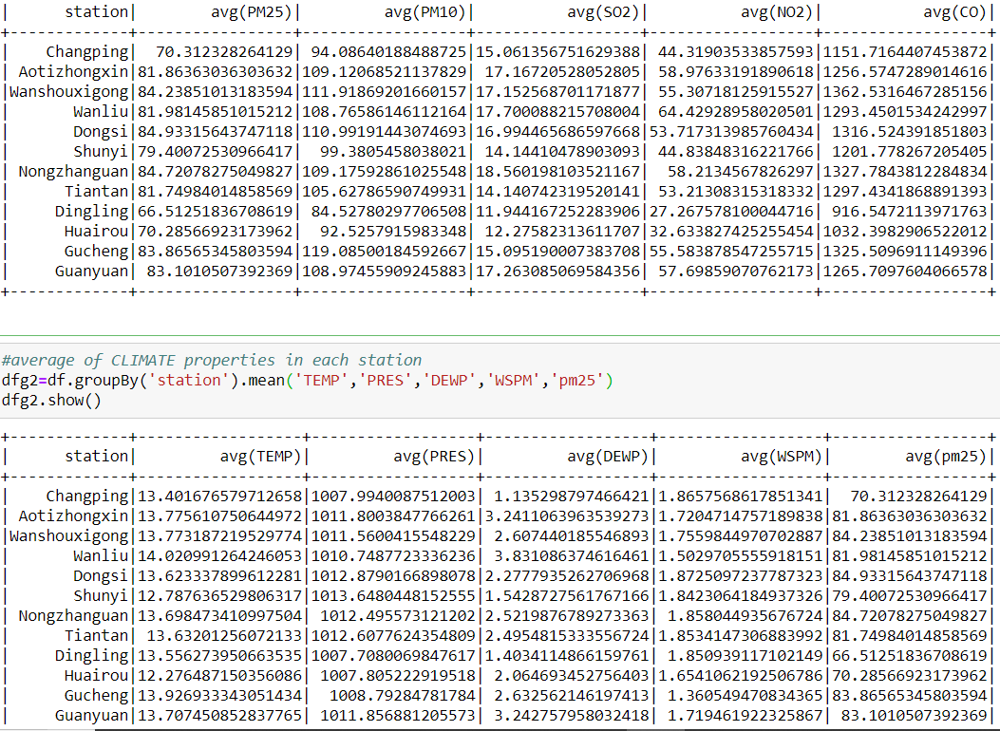 |      station|         avg(PM25)|         avg(PM10)|          avg(SO2)|          avg(NO2)|           avg(CO)|
+-------------+------------------+------------------+------------------+------------------+------------------+
|    Changping|   70.312328264129| 94.08640188488725|15.061356751629388| 44.31903533857593|1151.7164407453872|
| Aotizhongxin|81.86363036303632|109.12068521137829| 17.16720528052805| 58.97633191890618|1256.5747289014616|
|Wanshouxigong|84.23851013183594|111.91869201660157|17.152568701171877| 55.30718125915527|1362.5316467285156|
|       Wanliu|81.98145851015212|108.76586146112164|17.700088215708004| 64.42928958020501|1293.4501534242997|
|       Dongsi|84.93315643747118|110.99191443074693|16.994465686597668|53.717313985760434| 1316.524391851803|
|       Shunyi|79.40072530966417|  99.3805458038021| 14.14410478903093| 44.83848316221766| 1201.778267205405|
| Nongzhanguan|84.72078275049827|109.17592861025548|18.560198103521167|  58.2134567826297|1327.7843812284834|
|      Tiantan|81.74984014858569|105.62786590749931|14.140742319520141| 53.21308315318332|1297.4341868891393|
|     Dingling|66.51251836708619| 84.52780297706508|11.944167252283906|27.267578100044716| 916.5472113971763|
|      Huairou|70.28566923173962|  92.5257915983348| 12.27582313611707|32.633827425255454|1032.3982906522012|
|      Gucheng|83.86565345803594|119.08500184592667|15.095190007383708|55.583878547255715|1325.5096911149396|
|     Guanyuan| 83.1010507392369|108.97455909245883|17.263085069584356| 57.69859070762173|1265.7097604066578|
+-------------+------------------+------------------+------------------+------------------+------------------+
#average of CLIMATE properties in each station
dfg2=df.groupBy('station').mean('TEMP','PRES','DEWP','WSPM','pm25')
dfg2.show()
+-------------+------------------+------------------+------------------+------------------+-----------------+
|      station|         avg(TEMP)|         avg(PRES)|         avg(DEWP)|         avg(WSPM)|        avg(pm25)|
+-------------+------------------+------------------+------------------+------------------+-----------------+
|    Changping|13.401676579712658|1007.9940087512003| 1.135298797466421|1.8657568617851341|  70.312328264129|
| Aotizhongxin|13.775610750644972|1011.8003847766261|3.2411063963539273|1.7204714757189838|81.86363036303632|
|Wanshouxigong|13.773187219529774|1011.5600415548229| 2.607440185546893|1.7559844970702887|84.23851013183594|
|       Wanliu|14.020991264246053|1010.7487723336236| 3.831086374616461|1.5029705555918151|81.98145851015212|
|       Dongsi|13.623337899612281|1012.8790166898078|2.2777935262706968|1.8725097237787323|84.93315643747118|
|       Shunyi|12.787636529806317|1013.6480448152555|1.5428727561767166|1.8423064184937326|79.40072530966417|
| Nongzhanguan|13.698473410997504| 1012.495573121202|2.5219876789273363| 1.858044935676724|84.72078275049827|
|      Tiantan| 13.63201256072133|1012.607762435​4809|2.4954815333556724|1.8534147306883992|81.74984014858569|
|     Dingling|13.556273950663535|1007.7080069847617|1.4034114866159761| 1.850939117102149|66.51251836708619|
|      Huairou|12.276487150356086| 1007.805222919518| 2.064693452756403|1.6541062192506786|70.28566923173962|
|      Gucheng|13.926933343051434| 1008.79284781784| 2.632562146197413| 1.360549470834365|83.86565345803594|
|     Guanyuan|13.707450852837765| 1011.856881205573| 3.242757958032418| 1.719461922325867| 83.1010507392369|